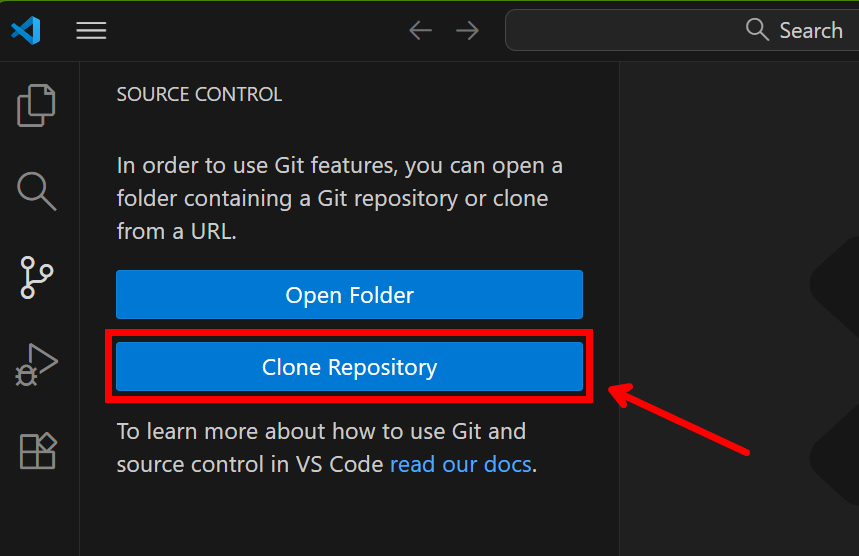 Search
SOURCE CONTROL
In order to use Git features, you can open a
folder containing a Git repository or clone
from a URL.
Open Folder
Clone Repository
To learn more about how to use Git and
source control in VS Code read our docs.